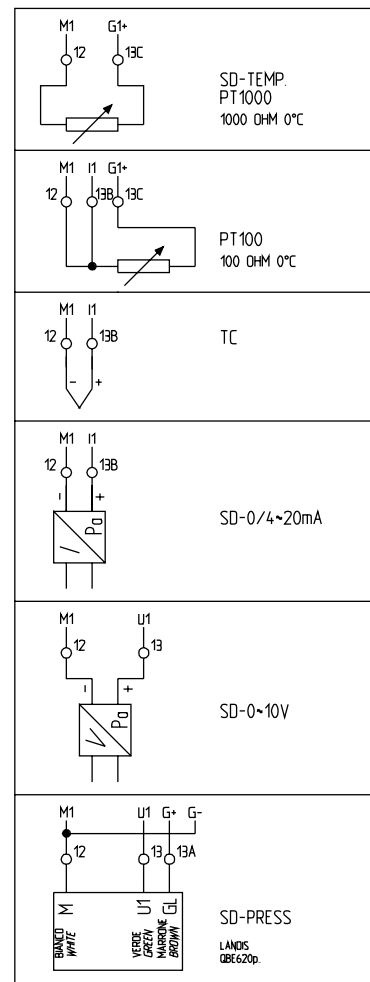 M1 G1+
12 13C
SD-TEMP.
PT1000
1000 OHM 0°C
M1 I1 G1+
12 13B 13C
PT100
100 OHM 0°C
M1 I1
12 13B
- +
TC
M1 I1
12 13B
- +
I Pa
SD-0/4~20mA
M1 U1
12 13
- +
V Pa
SD-0~10V
M1 U1 G+ G-
12 13 13A
M U1 GL
BIANCO
WHITE
VERDE
GREEN
MARRONE
BROWN
SD-PRESS
LANDIS
QBE620p.